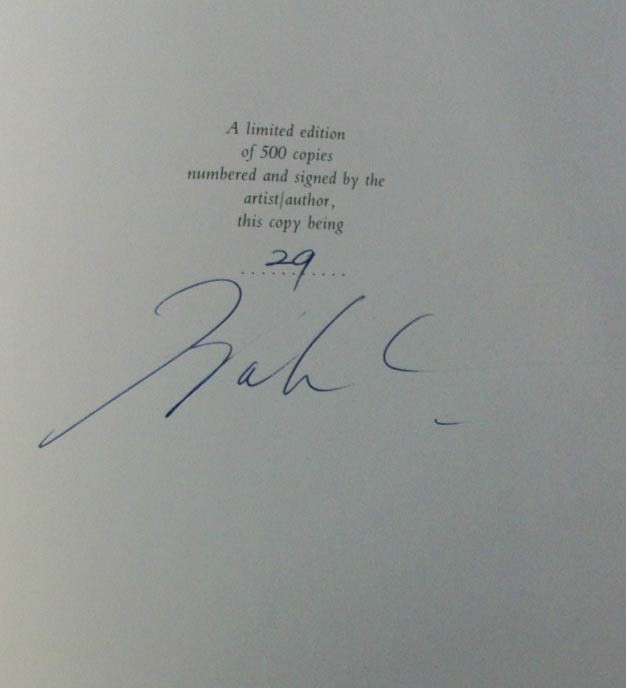 A limited edition
of 500 copies
numbered and signed by the
artist/author,
this copy being
29